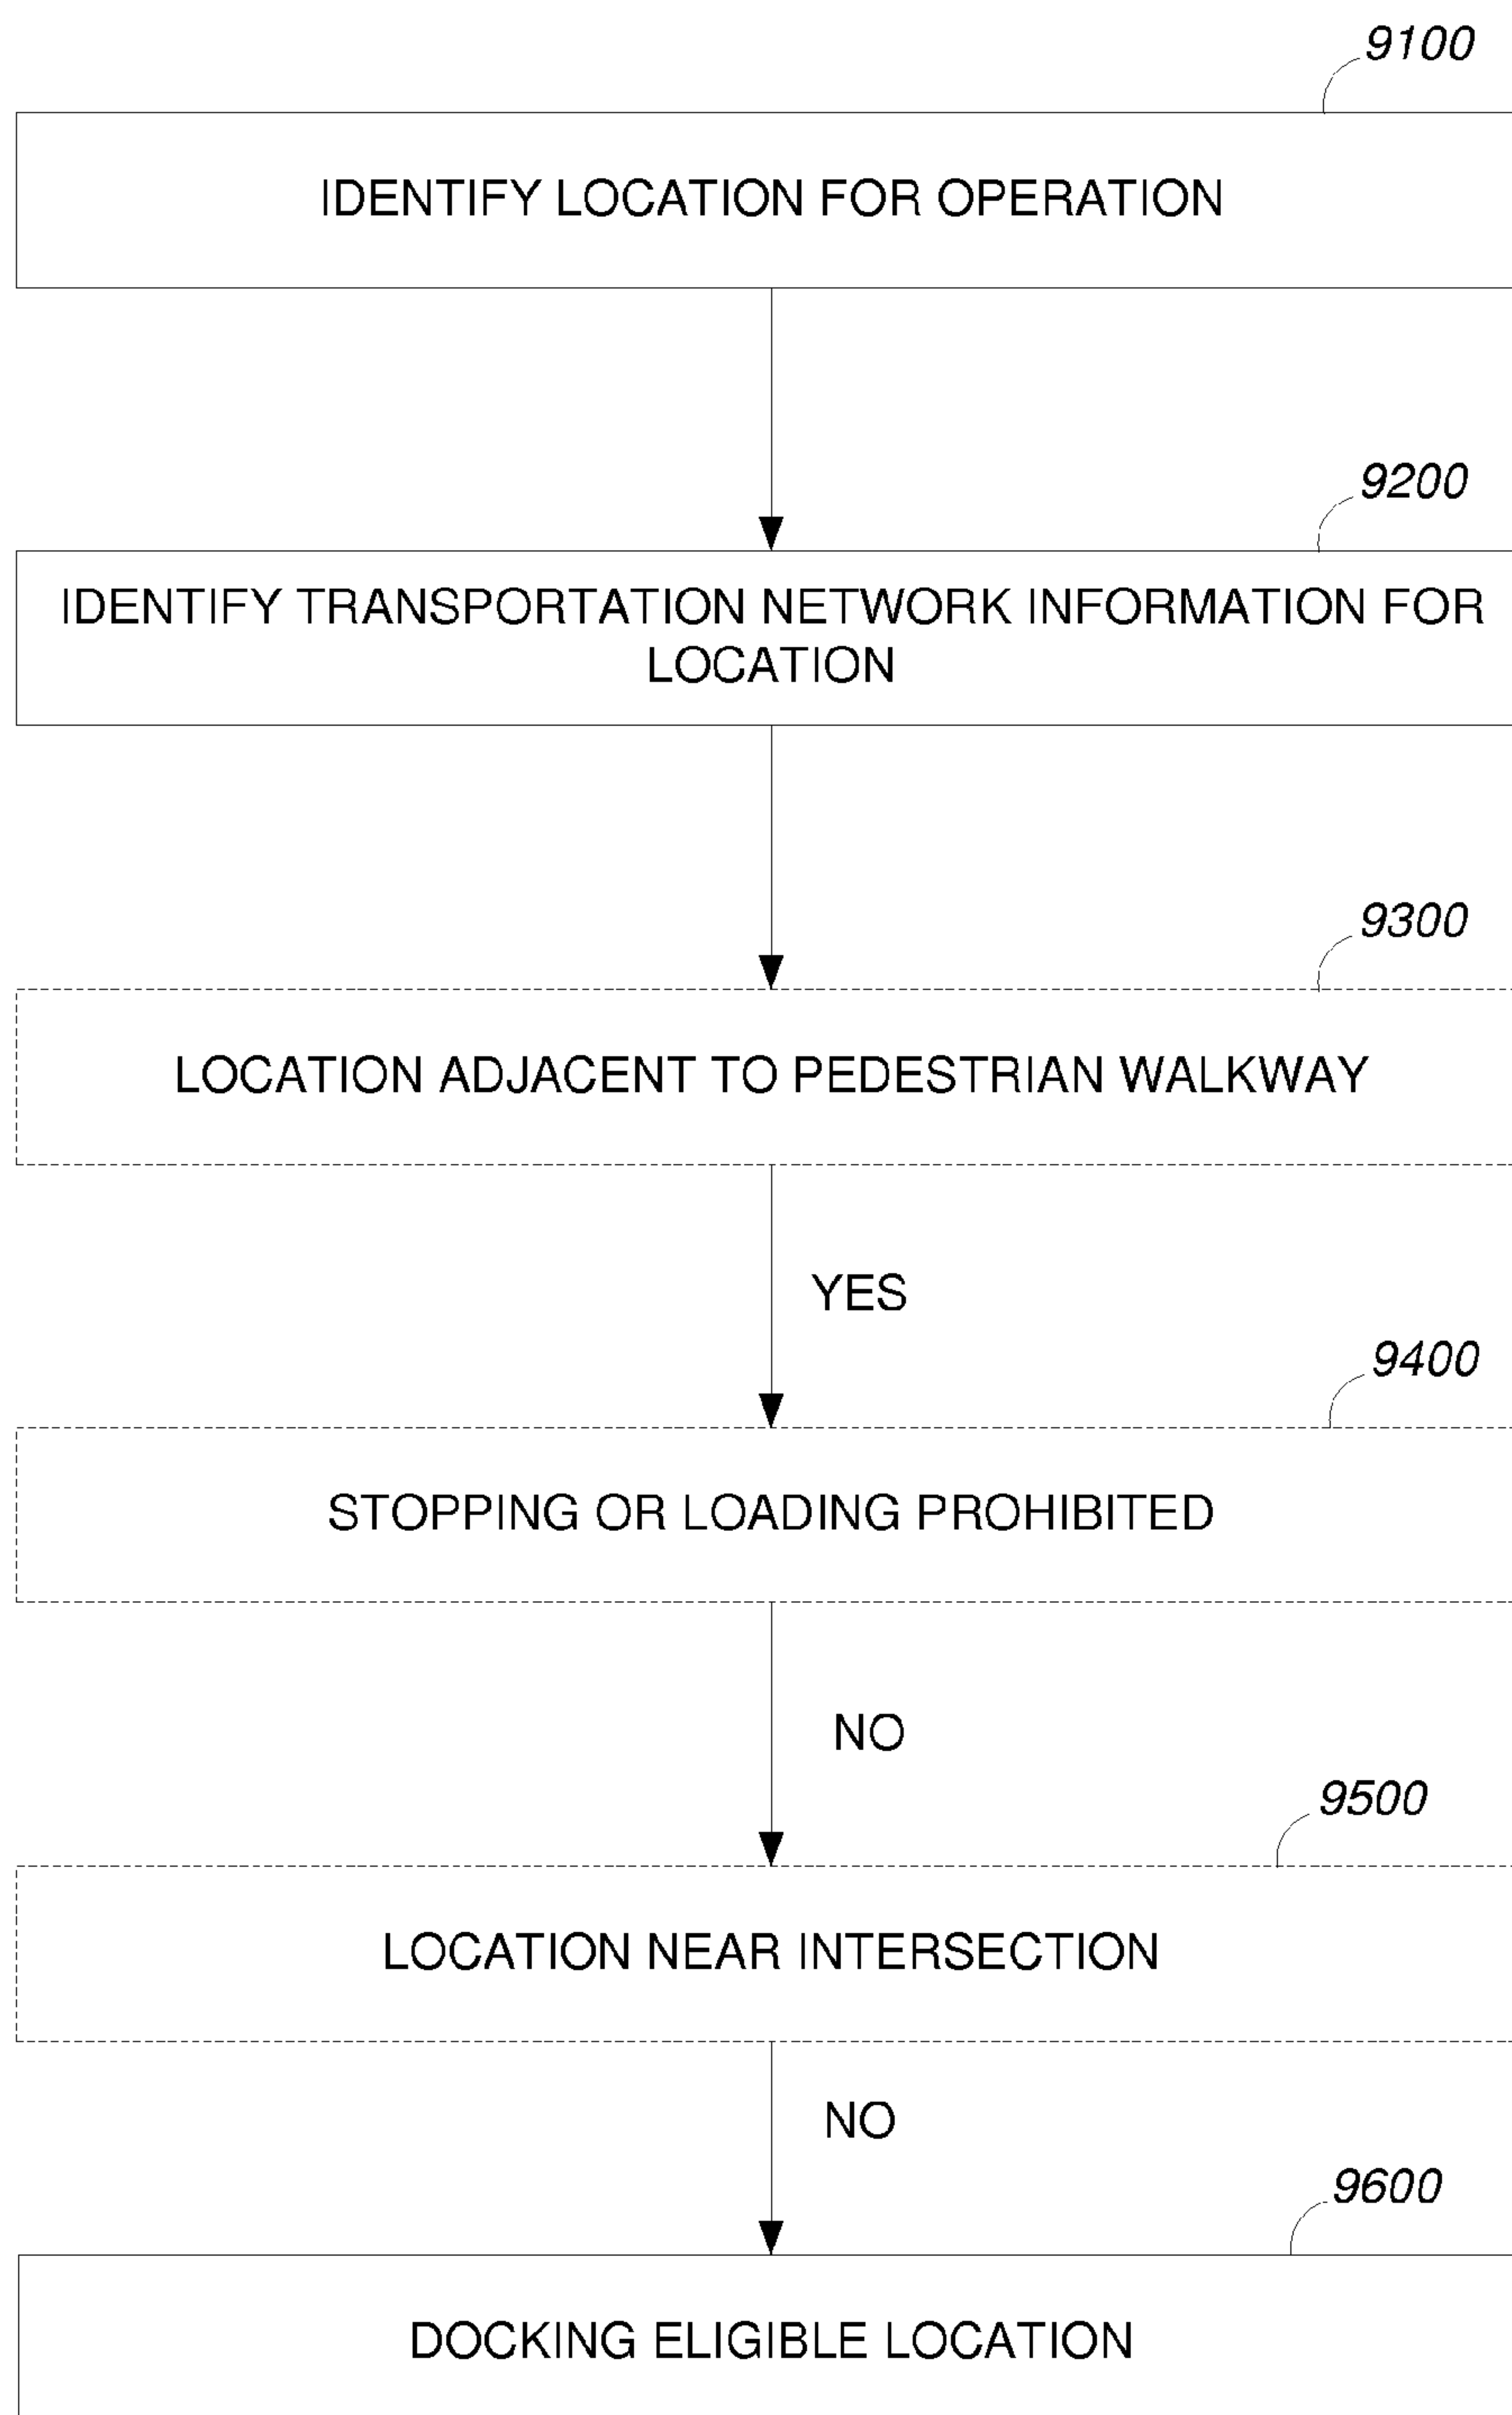 9100
IDENTIFY LOCATION FOR OPERATION
9200
IDENTIFY TRANSPORTATION NETWORK INFORMATION FOR
LOCATION
9300
LOCATION ADJACENT TO PEDESTRIAN WALKWAY
YES
9400
STOPPING OR LOADING PROHIBITED
NO
9500
LOCATION NEAR INTERSECTION
NO
9600
DOCKING ELIGIBLE LOCATION